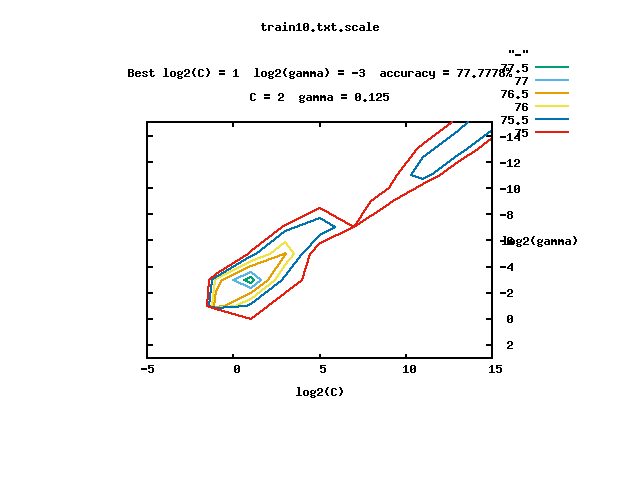 train10.txt.scale
"-"
Best log2(C) = 1  log2(gamma) = -3  accuracy = 77.7778%
77.5
77
C = 2  gamma = 0.125
76.5
76
75.5
75
-14
-12
-10
-8
-6
log2(gamma)
-4
-2
0
2
-5 0 5 10 15
log2(C)